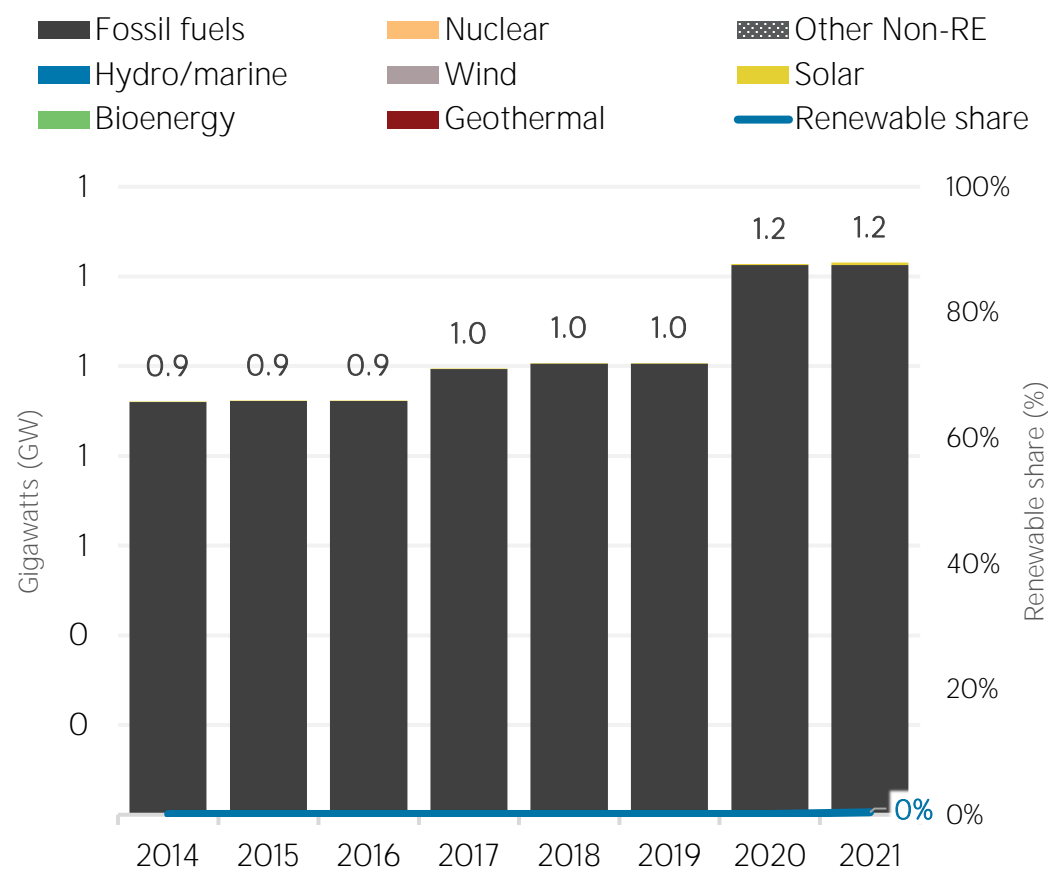 Fossil fuels Nuclear Other Non-RE
Hydro/marine Wind Solar
Bioenergy Geothermal Renewable share
1 100%
1.2 1.2
1
80%
1.0 1.0 1.0
0.9 0.9 0.9
1
Gigawatts (GW)
Renewable share (%)
1 60%
1
40%
0
20%
0
0% 0%
2014 2015 2016 2017 2018 2019 2020 2021